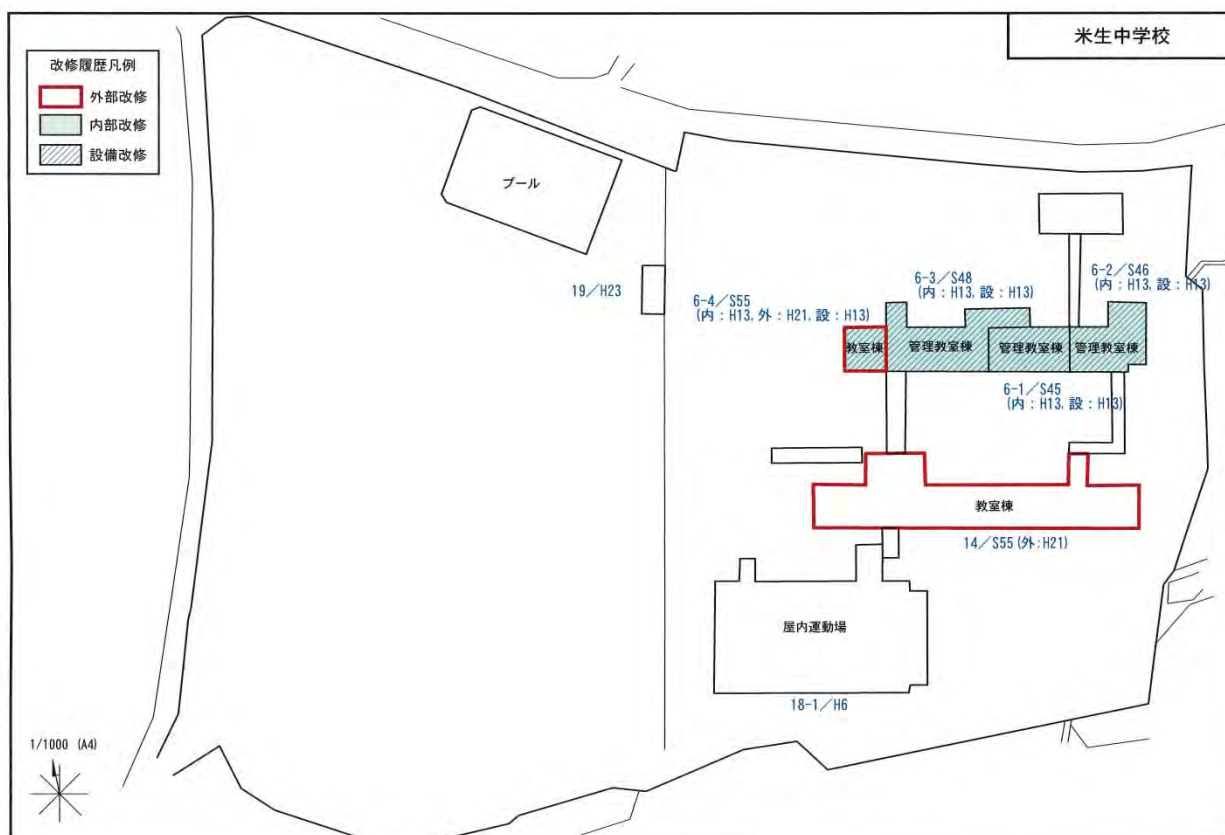 米生中学校
改修履歴凡例
外部改修
内部改修
設備改修
プール
19／H23
6-4／S55
(内：H13, 外：H21, 設：H13)
6-3／S48
(内：H13, 設：H13)
6-2／S46
(内：H13, 設：H13)
教室棟
管理教室棟
管理教室棟
管理教室棟
6-1／S45
(内：H13, 設：H13)
教室棟
14／S55 (外:H21)
屋内運動場
18-1／H6
1/1000 (A4)